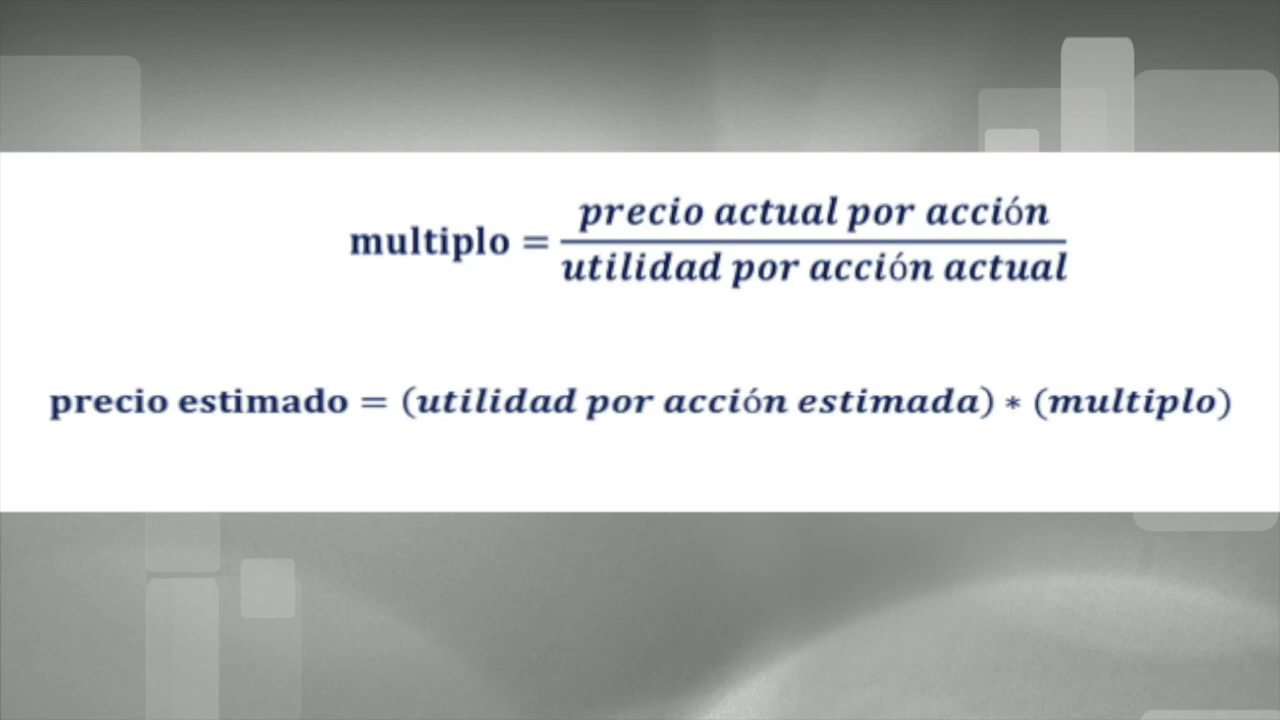 multiplo = precio actual por acción / utilidad por acción actual
precio estimado = (utilidad por acción estimada) * (multiplo)